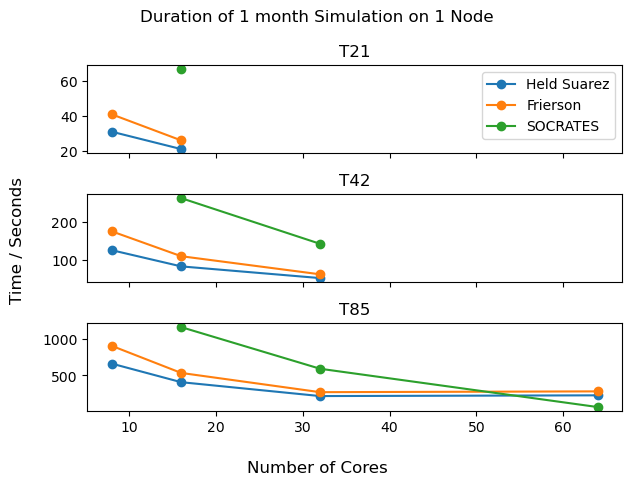 Duration of 1 month Simulation on 1 Node
T21
60
40
20
Held Suarez
Frierson
SOCRATES
T42
200
100
Time / Seconds
T85
1000
500
10 20 30 40 50 60
Number of Cores